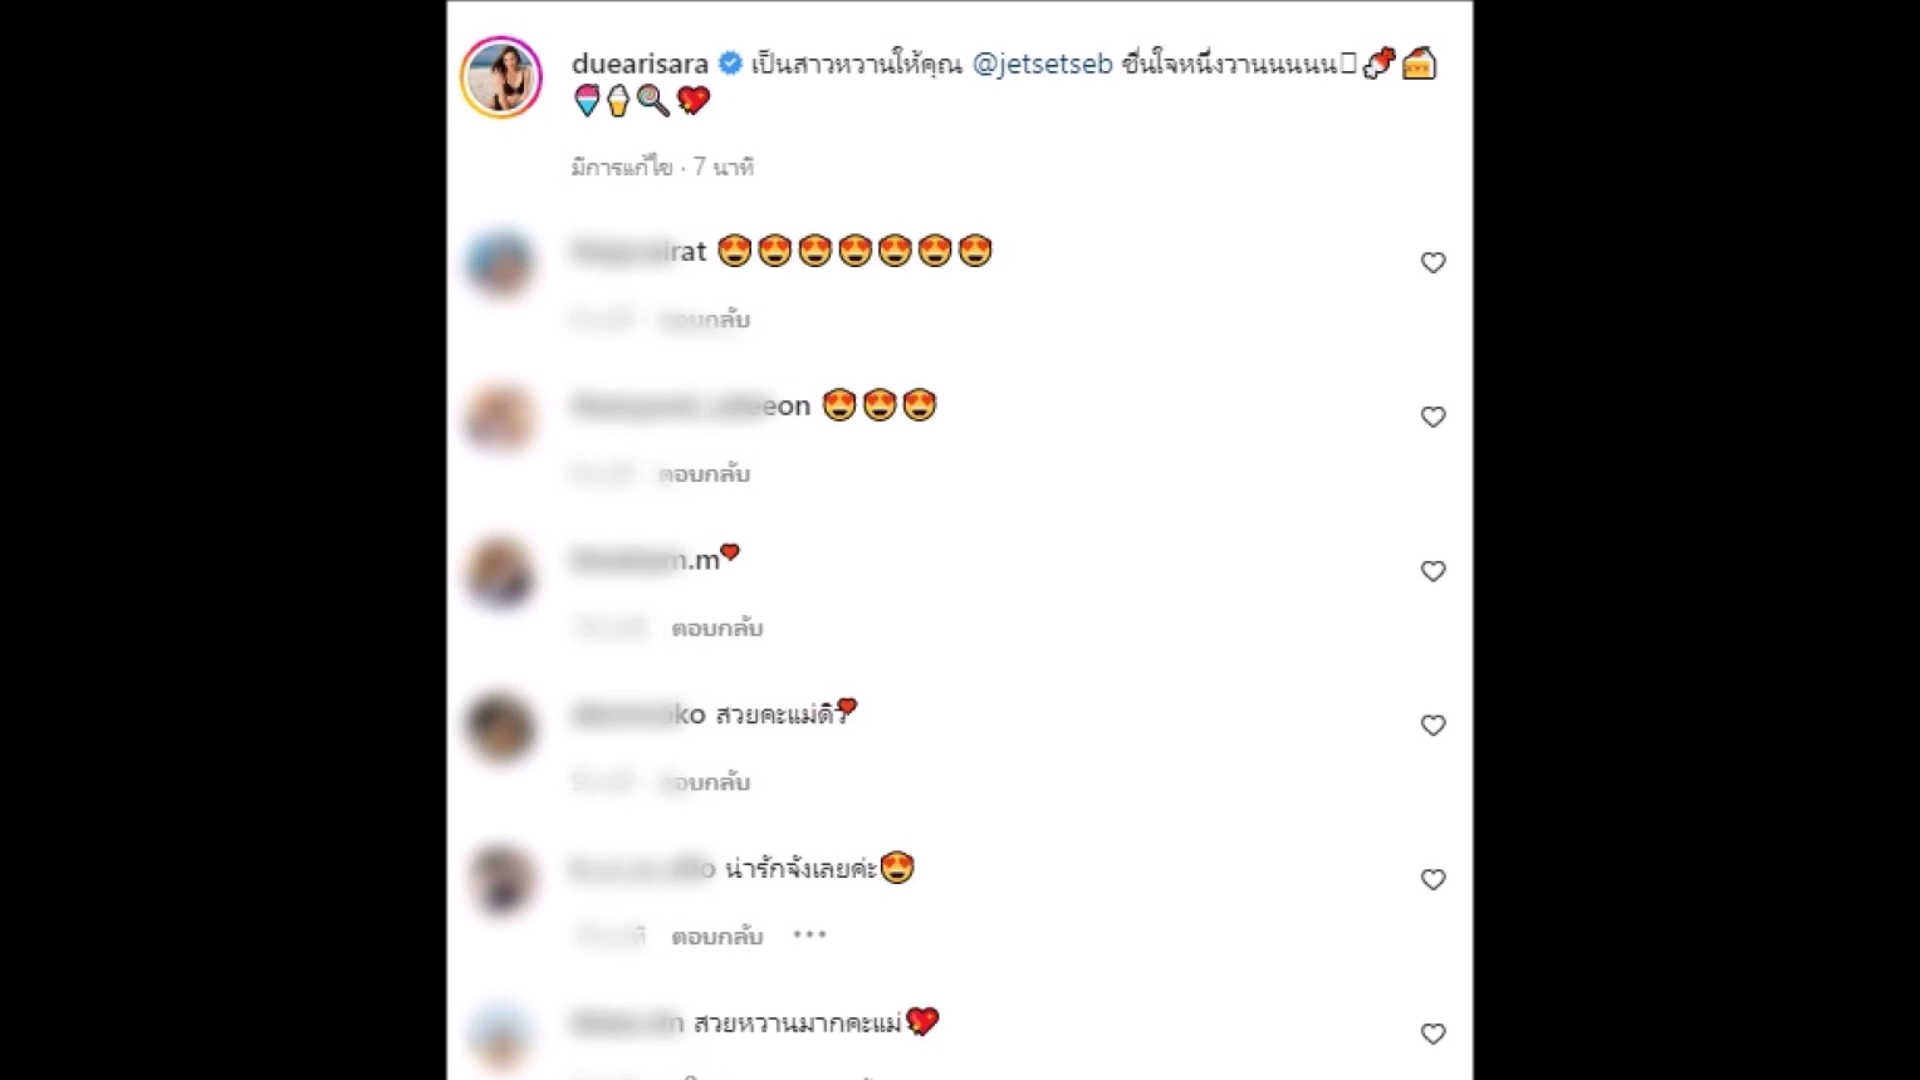 duearisara เป็นสาวหวานให้คุณ @jetsetseb ชื่นใจหนึ่งวานนนนน
มีการแก้ไข · 7 นาที
ตอบกลับ
ตอบกลับ
ตอบกลับ
สวยคะแม่ดิว
ตอบกลับ
น่ารักจังเลยค่ะ
ตอบกลับ
สวยหวานมากคะแม่